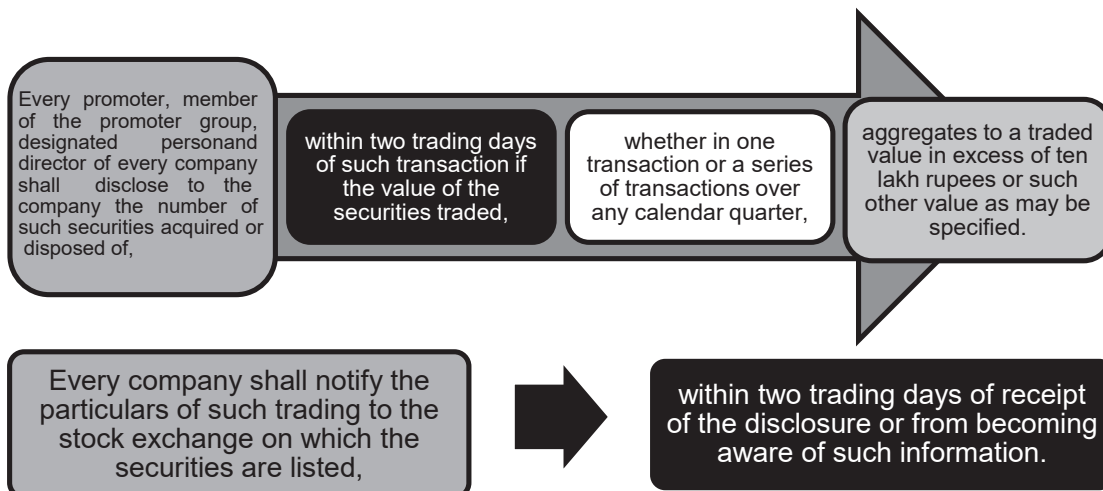 Every promoter, member
of the promoter group,
designated personand
director of every company
shall disclose to the
company the number of
such securities acquired or
disposed of,
within two trading days
of such transaction if
the value of the
securities traded,
whether in one
transaction or a series
of transactions over
any calendar quarter,
aggregates to a traded
value in excess of ten
lakh rupees or such
other value as may be
specified.
Every company shall notify the
particulars of such trading to the
stock exchange on which the
securities are listed,
within two trading days of receipt
of the disclosure or from becoming
aware of such information.